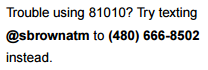 Trouble using 81010? Try texting
@sbrownatm to (480) 666-8502
instead.